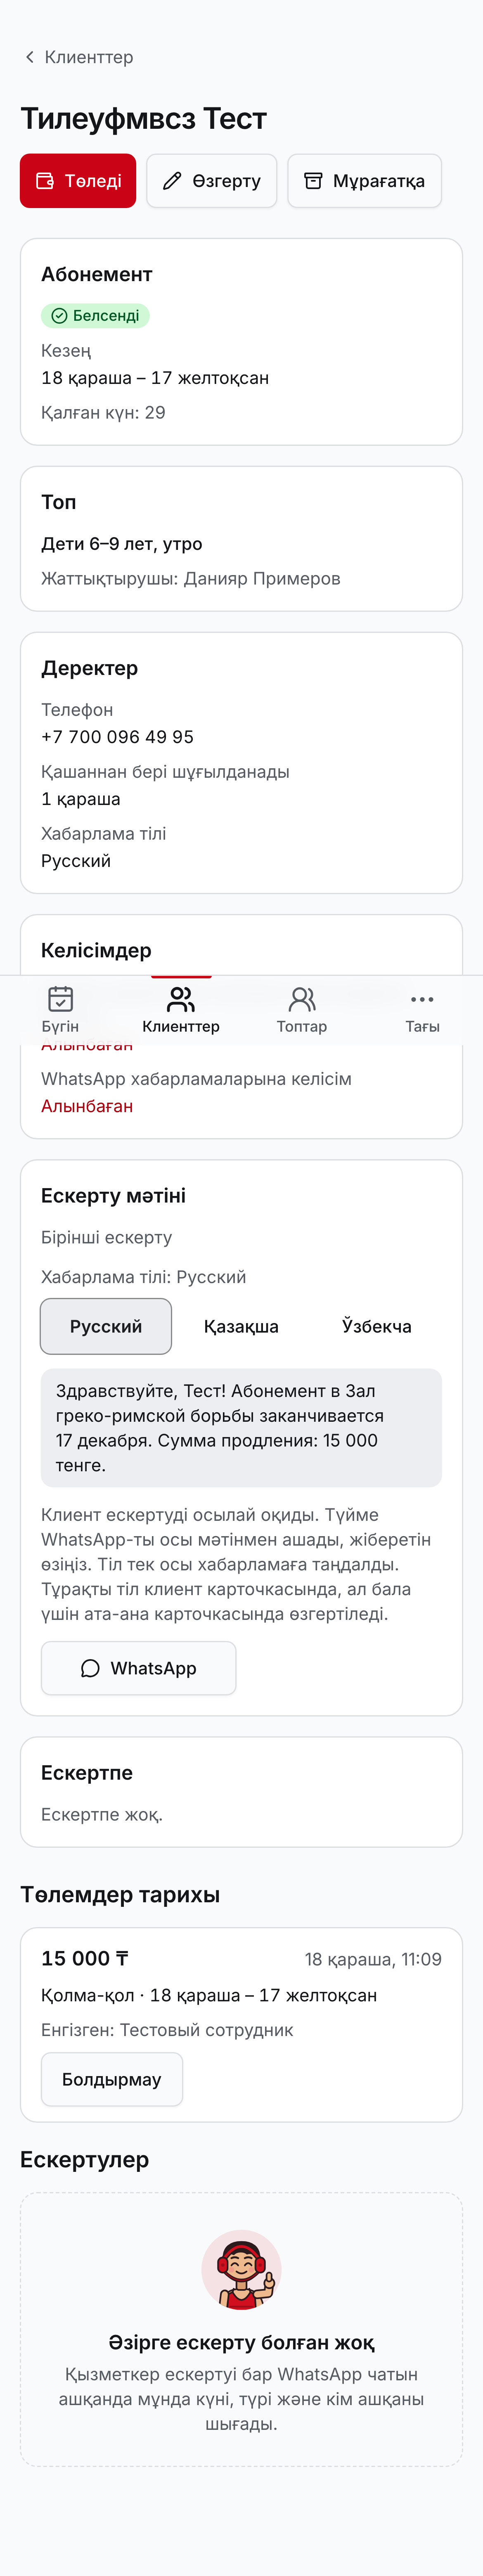 Клиенттер
Тилеуфмвсз Тест
Төледі
Өзгерту
Мұрағатқа
Абонемент
Белсенді
Кезең
18 қараша – 17 желтоқсан
Қалған күн: 29
Топ
Дети 6–9 лет, утро
Жаттықтырушы: Данияр Примеров
Деректер
Телефон
+7 700 096 49 95
Қашаннан бері шұғылданады
1 қараша
Хабарлама тілі
Русский
Келісімдер
Бүгін
Клиенттер
Топтар
Тағы
Алынбаған
WhatsApp хабарламаларына келісім
Алынбаған
Ескерту мәтіні
Бірінші ескерту
Хабарлама тілі: Русский
Русский
Қазақша
Ўзбекча
Здравствуйте, Тест! Абонемент в Зал
греко-римской борьбы заканчивается
17 декабря. Сумма продления: 15 000
тенге.
Клиент ескертуді осылай оқиды. Түйме
WhatsApp-ты осы мәтінмен ашады, жіберетін
өзіңіз. Тіл тек осы хабарламаға таңдалды.
Тұрақты тіл клиент карточкасында, ал бала
үшін ата-ана карточкасында өзгертіледі.
WhatsApp
Ескертпе
Ескертпе жоқ.
Төлемдер тарихы
15 000 ₸
18 қараша, 11:09
Қолма-қол · 18 қараша – 17 желтоқсан
Енгізген: Тестовый сотрудник
Болдырмау
Ескертулер
Әзірге ескерту болған жоқ
Қызметкер ескертуі бар WhatsApp чатын
ашқанда мұнда күні, түрі және кім ашқаны
шығады.